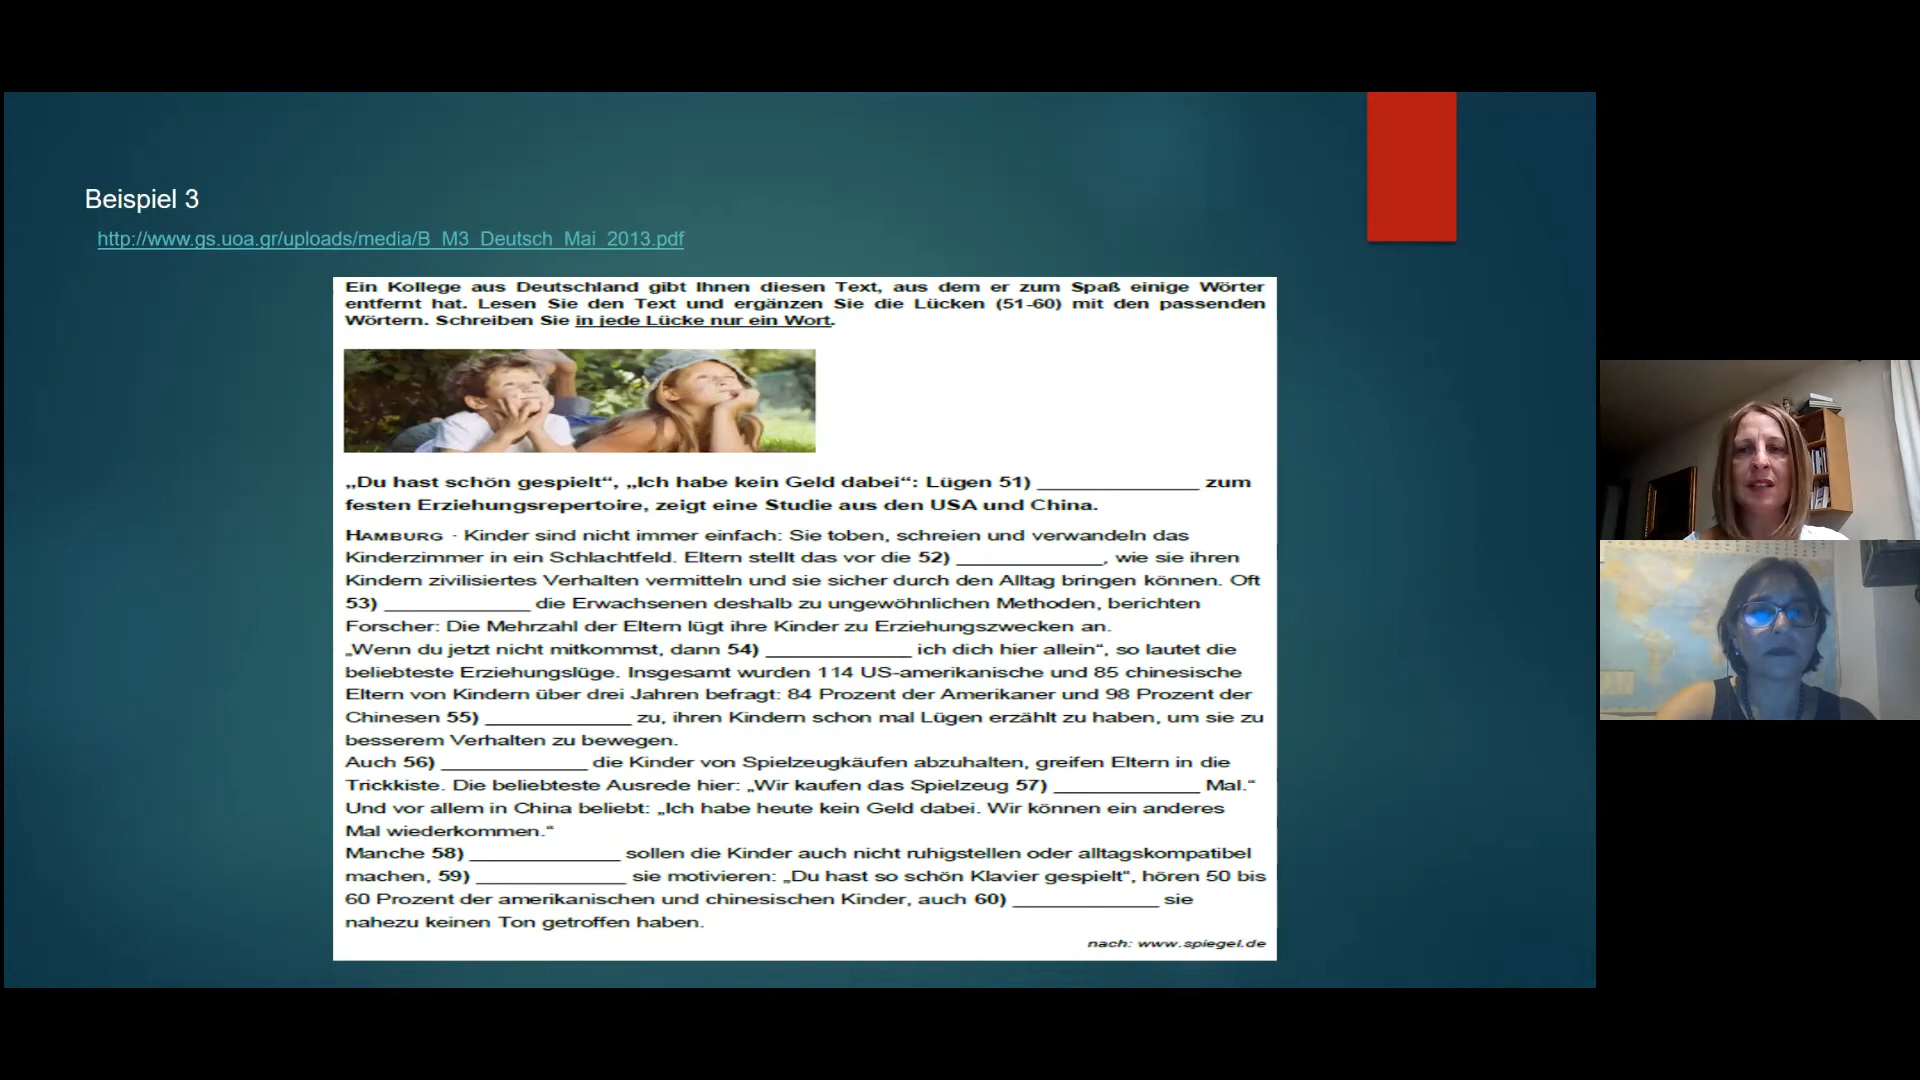 Beispiel 3
http://www.gs.uoa.gr/uploads/media/B_M3_Deutsch_Mai_2013.pdf
Ein Kollege aus Deutschland gibt Ihnen diesen Text, aus dem er zum Spaß einige Wörter
entfernt hat. Lesen Sie den Text und ergänzen Sie die Lücken (51-60) mit den passenden
Wörtern. Schreiben Sie in jede Lücke nur ein Wort.
„Du hast schön gespielt“, „Ich habe kein Geld dabei“: Lügen 51) _______________ zum
festen Erziehungsrepertoire, zeigt eine Studie aus den USA und China.
HAMBURG - Kinder sind nicht immer einfach: Sie toben, schreien und verwandeln das
Kinderzimmer in ein Schlachtfeld. Eltern stellt das vor die 52) _____________, wie sie ihren
Kindern zivilisiertes Verhalten vermitteln und sie sicher durch den Alltag bringen können. Oft
53) _____________ die Erwachsenen deshalb zu ungewöhnlichen Methoden, berichten
Forscher: Die Mehrzahl der Eltern lügt ihre Kinder zu Erziehungszwecken an.
„Wenn du jetzt nicht mitkommst, dann 54) _____________ ich dich hier allein“, so lautet die
beliebteste Erziehungslüge. Insgesamt wurden 114 US-amerikanische und 85 chinesische
Eltern von Kindern über drei Jahren befragt: 84 Prozent der Amerikaner und 98 Prozent der
Chinesen 55) _____________ zu, ihren Kindern schon mal Lügen erzählt zu haben, um sie zu
besserem Verhalten zu bewegen.
Auch 56) _____________ die Kinder von Spielzeugkäufen abzuhalten, greifen Eltern in die
Trickkiste. Die beliebteste Ausrede hier: „Wir kaufen das Spielzeug 57) _____________ Mal.“
Und vor allem in China beliebt: „Ich habe heute kein Geld dabei. Wir können ein anderes
Mal wiederkommen.“
Manche 58) _____________ sollen die Kinder auch nicht ruhigstellen oder alltagskompatibel
machen, 59) _____________ sie motivieren: „Du hast so schön Klavier gespielt“, hören 50 bis
60 Prozent der amerikanischen und chinesischen Kinder, auch 60) _____________ sie
nahezu keinen Ton getroffen haben.
nach: www.spiegel.de